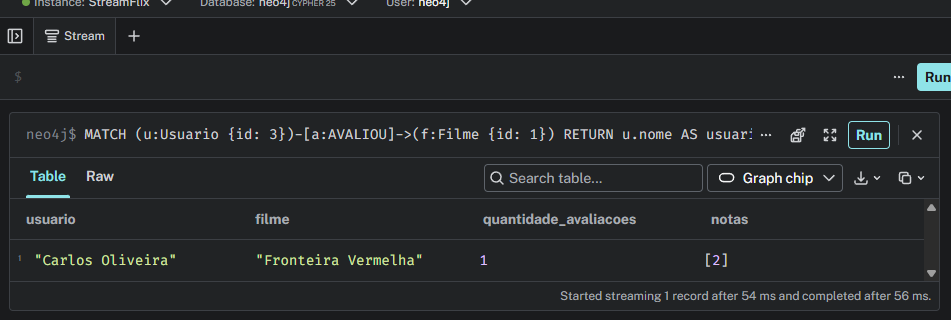 Instance: StreamFlix Database: neo4j CYPHER 25 User: neo4j
Stream
$ ... Run
neo4j$ MATCH (u:Usuario {id: 3})-[a:AVALIOU]->(f:Filme {id: 1}) RETURN u.nome AS usuari ... Run
Table Raw Search table... Graph chip
usuario filme quantidade_avaliacoes notas
1 "Carlos Oliveira" "Fronteira Vermelha" 1 [2]
Started streaming 1 record after 54 ms and completed after 56 ms.